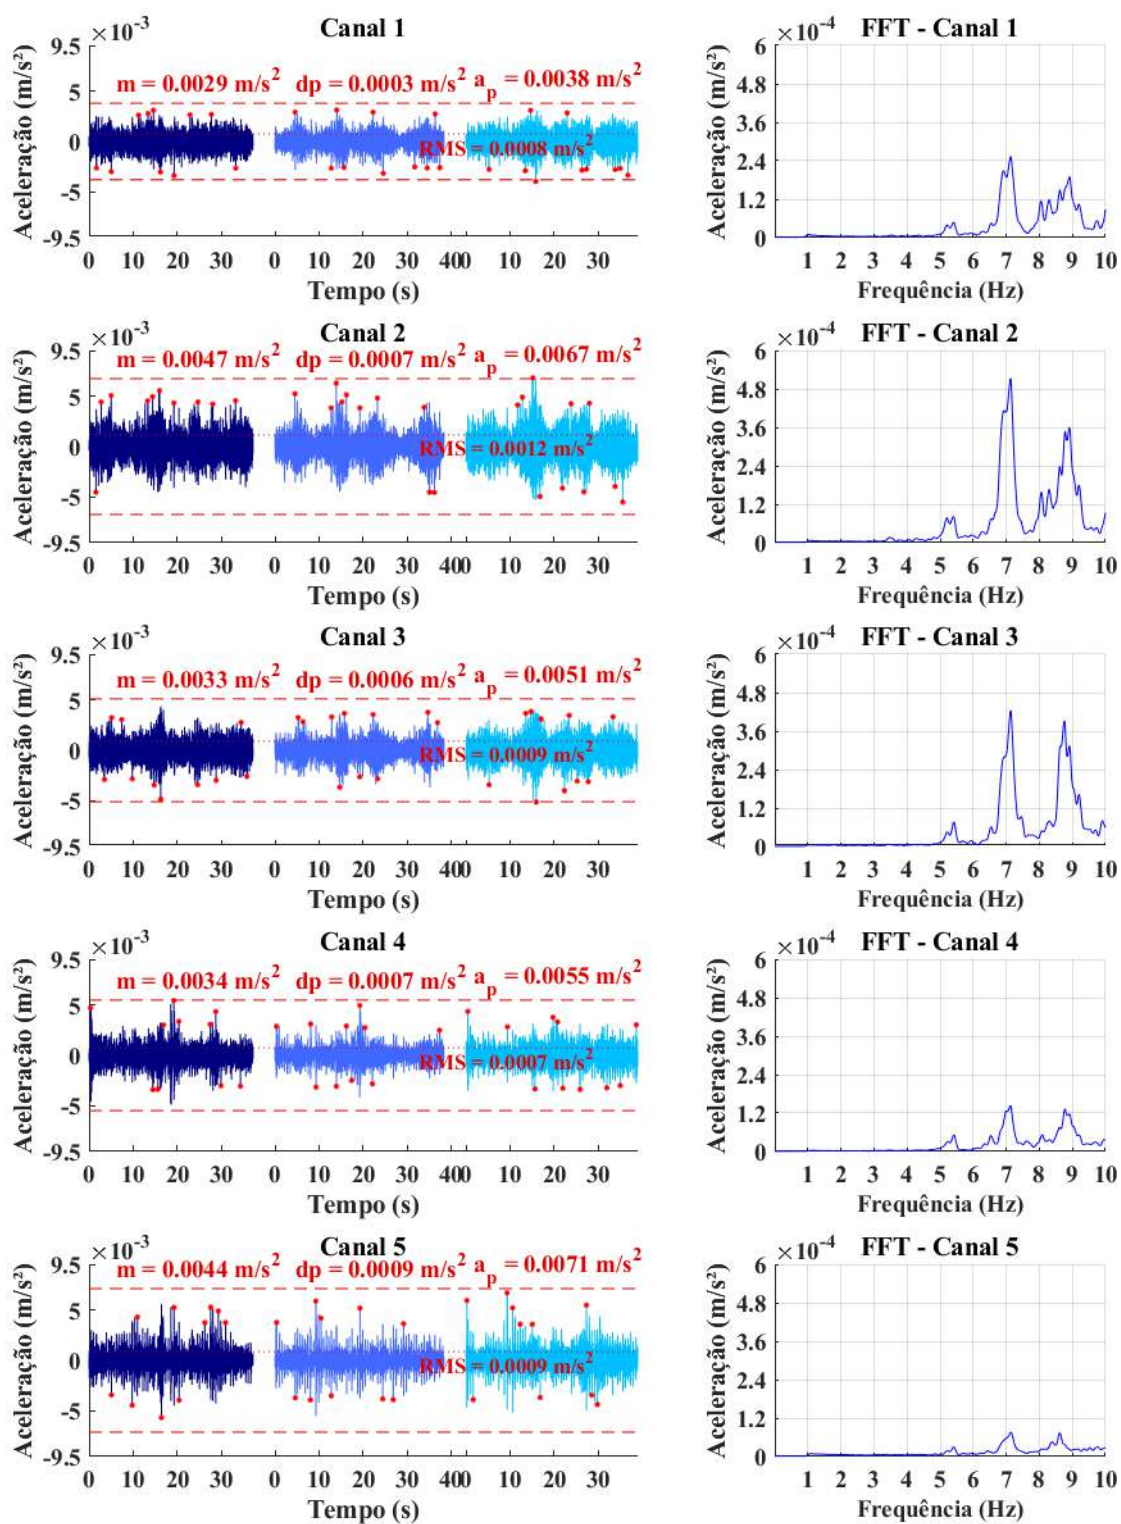 Canal 1
×10⁻³
m = 0.0029 m/s² dp = 0.0003 m/s² aₚ = 0.0038 m/s²
RMS = 0.0008 m/s²
9.5
5
0
-5
-9.5
Aceleração (m/s²)
0 10 20 30 0 10 20 30 400 10 20 30
Tempo (s)
FFT - Canal 1
×10⁻⁴
6
4.8
3.6
2.4
1.2
0
Aceleração (m/s²)
1 2 3 4 5 6 7 8 9 10
Frequência (Hz)
Canal 2
×10⁻³
m = 0.0047 m/s² dp = 0.0007 m/s² aₚ = 0.0067 m/s²
RMS = 0.0012 m/s²
9.5
5
0
-5
-9.5
Aceleração (m/s²)
0 10 20 30 0 10 20 30 400 10 20 30
Tempo (s)
FFT - Canal 2
×10⁻⁴
6
4.8
3.6
2.4
1.2
0
Aceleração (m/s²)
1 2 3 4 5 6 7 8 9 10
Frequência (Hz)
Canal 3
×10⁻³
m = 0.0033 m/s² dp = 0.0006 m/s² aₚ = 0.0051 m/s²
RMS = 0.0009 m/s²
9.5
5
0
-5
-9.5
Aceleração (m/s²)
0 10 20 30 0 10 20 30 400 10 20 30
Tempo (s)
FFT - Canal 3
×10⁻⁴
6
4.8
3.6
2.4
1.2
0
Aceleração (m/s²)
1 2 3 4 5 6 7 8 9 10
Frequência (Hz)
Canal 4
×10⁻³
m = 0.0034 m/s² dp = 0.0007 m/s² aₚ = 0.0055 m/s²
RMS = 0.0007 m/s²
9.5
5
0
-5
-9.5
Aceleração (m/s²)
0 10 20 30 0 10 20 30 400 10 20 30
Tempo (s)
FFT - Canal 4
×10⁻⁴
6
4.8
3.6
2.4
1.2
0
Aceleração (m/s²)
1 2 3 4 5 6 7 8 9 10
Frequência (Hz)
Canal 5
×10⁻³
m = 0.0044 m/s² dp = 0.0009 m/s² aₚ = 0.0071 m/s²
RMS = 0.0009 m/s²
9.5
5
0
-5
-9.5
Aceleração (m/s²)
0 10 20 30 0 10 20 30 400 10 20 30
Tempo (s)
FFT - Canal 5
×10⁻⁴
6
4.8
3.6
2.4
1.2
0
Aceleração (m/s²)
1 2 3 4 5 6 7 8 9 10
Frequência (Hz)